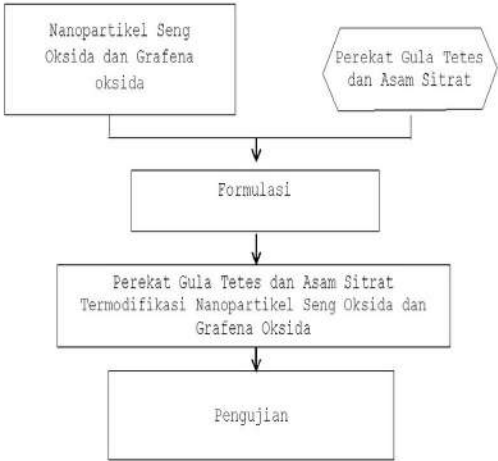 Nanopartikel Seng
Oksida dan Grafena
oksida
Perekat Gula Tetes
dan Asam Sitrat
Formulasi
Perekat Gula Tetes dan Asam Sitrat
Termodifikasi Nanopartikel Seng Oksida dan
Grafena Oksida
Pengujian